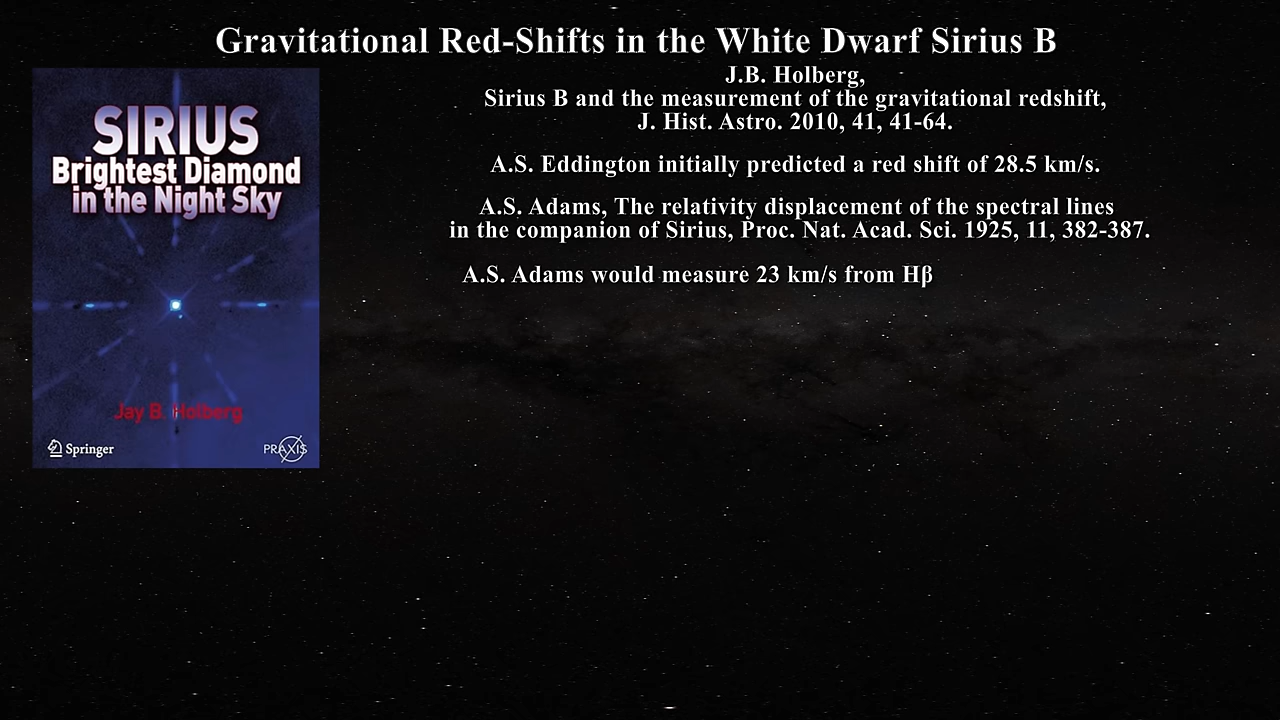 Gravitational Red-Shifts in the White Dwarf Sirius B
J.B. Holberg,
Sirius B and the measurement of the gravitational redshift,
J. Hist. Astro. 2010, 41, 41-64.
A.S. Eddington initially predicted a red shift of 28.5 km/s.
A.S. Adams, The relativity displacement of the spectral lines
in the companion of Sirius, Proc. Nat. Acad. Sci. 1925, 11, 382-387.
A.S. Adams would measure 23 km/s from Hβ
SIRIUS
Brightest Diamond
in the Night Sky
Jay B. Holberg
Springer
PRAXIS